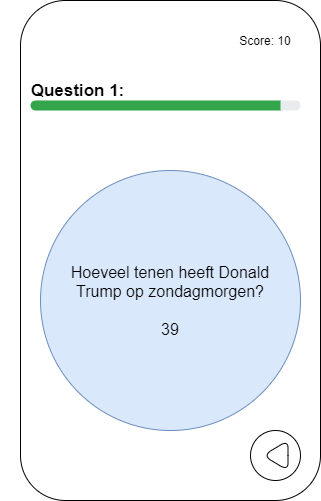 Score: 10
Question 1:
Hoeveel tenen heeft Donald
Trump op zondagmorgen?
39